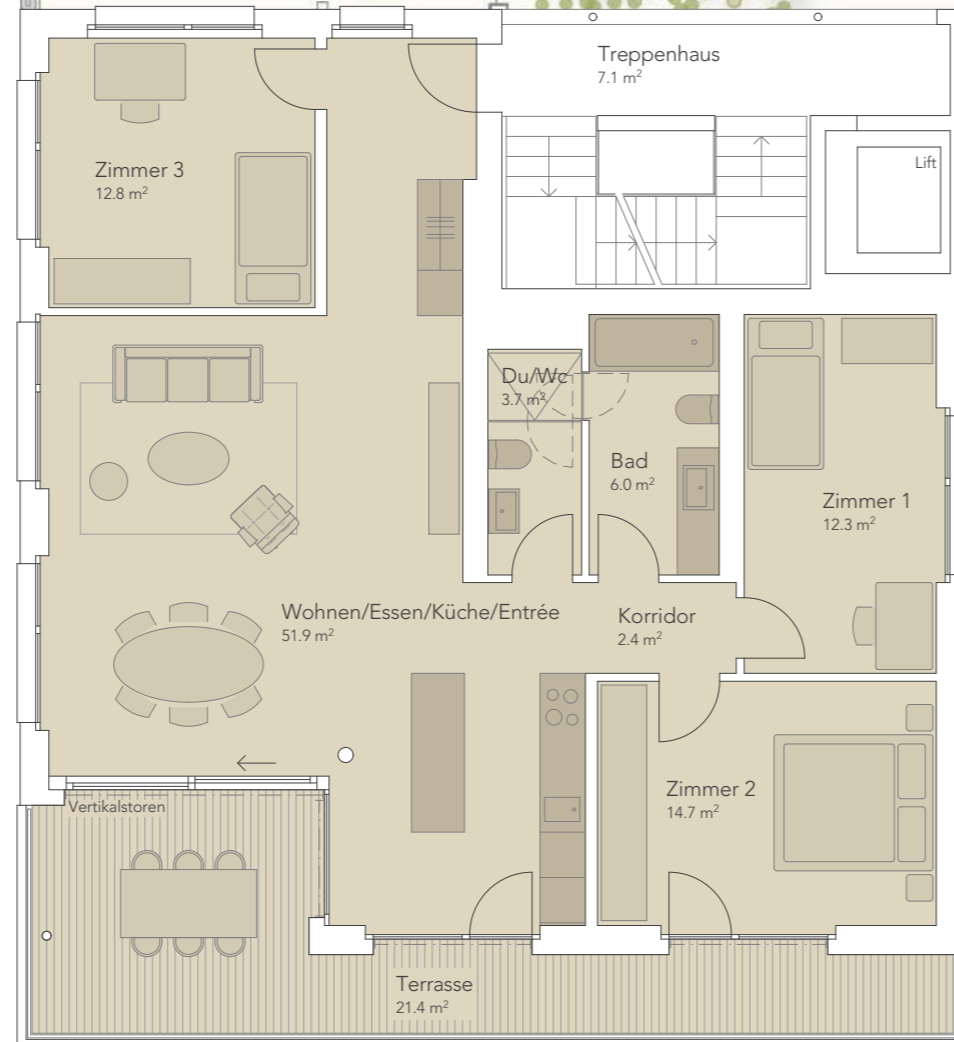 Treppenhaus
7.1 m²
Lift
Zimmer 3
12.8 m²
Du/Wc
3.7 m²
Bad
6.0 m²
Zimmer 1
12.3 m²
Wohnen/Essen/Küche/Entrée
51.9 m²
Korridor
2.4 m²
Zimmer 2
14.7 m²
Vertikalstoren
Terrasse
21.4 m²